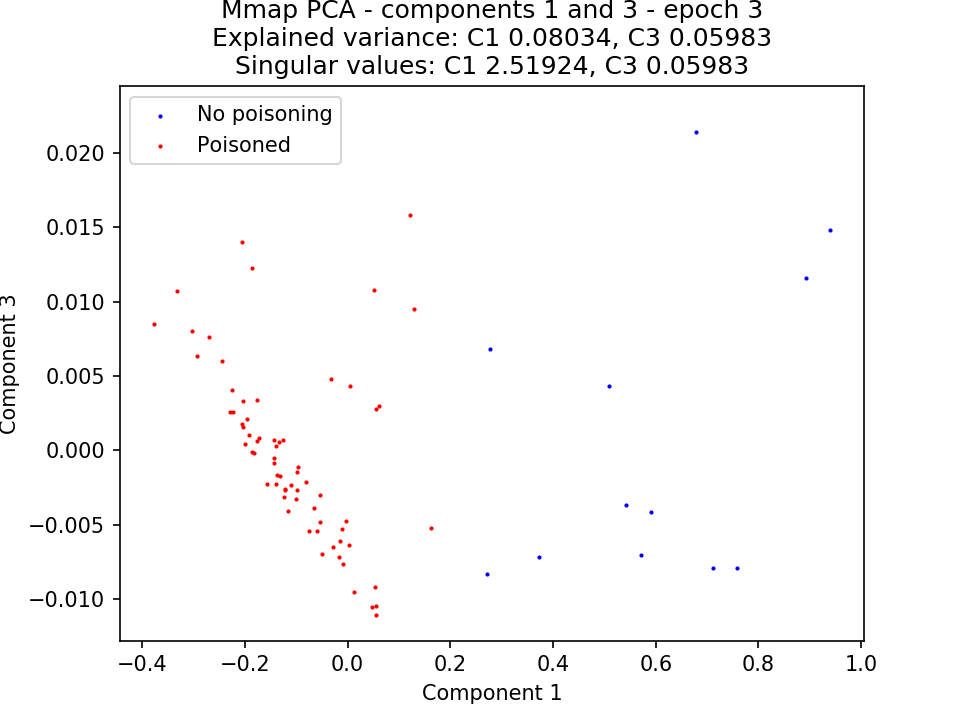 Mmap PCA - components 1 and 3 - epoch 3
Explained variance: C1 0.08034, C3 0.05983
Singular values: C1 2.51924, C3 0.05983
No poisoning
Poisoned
0.020
0.015
0.010
0.005
0.000
−0.005
−0.010
Component 3
−0.4 −0.2 0.0 0.2 0.4 0.6 0.8 1.0
Component 1